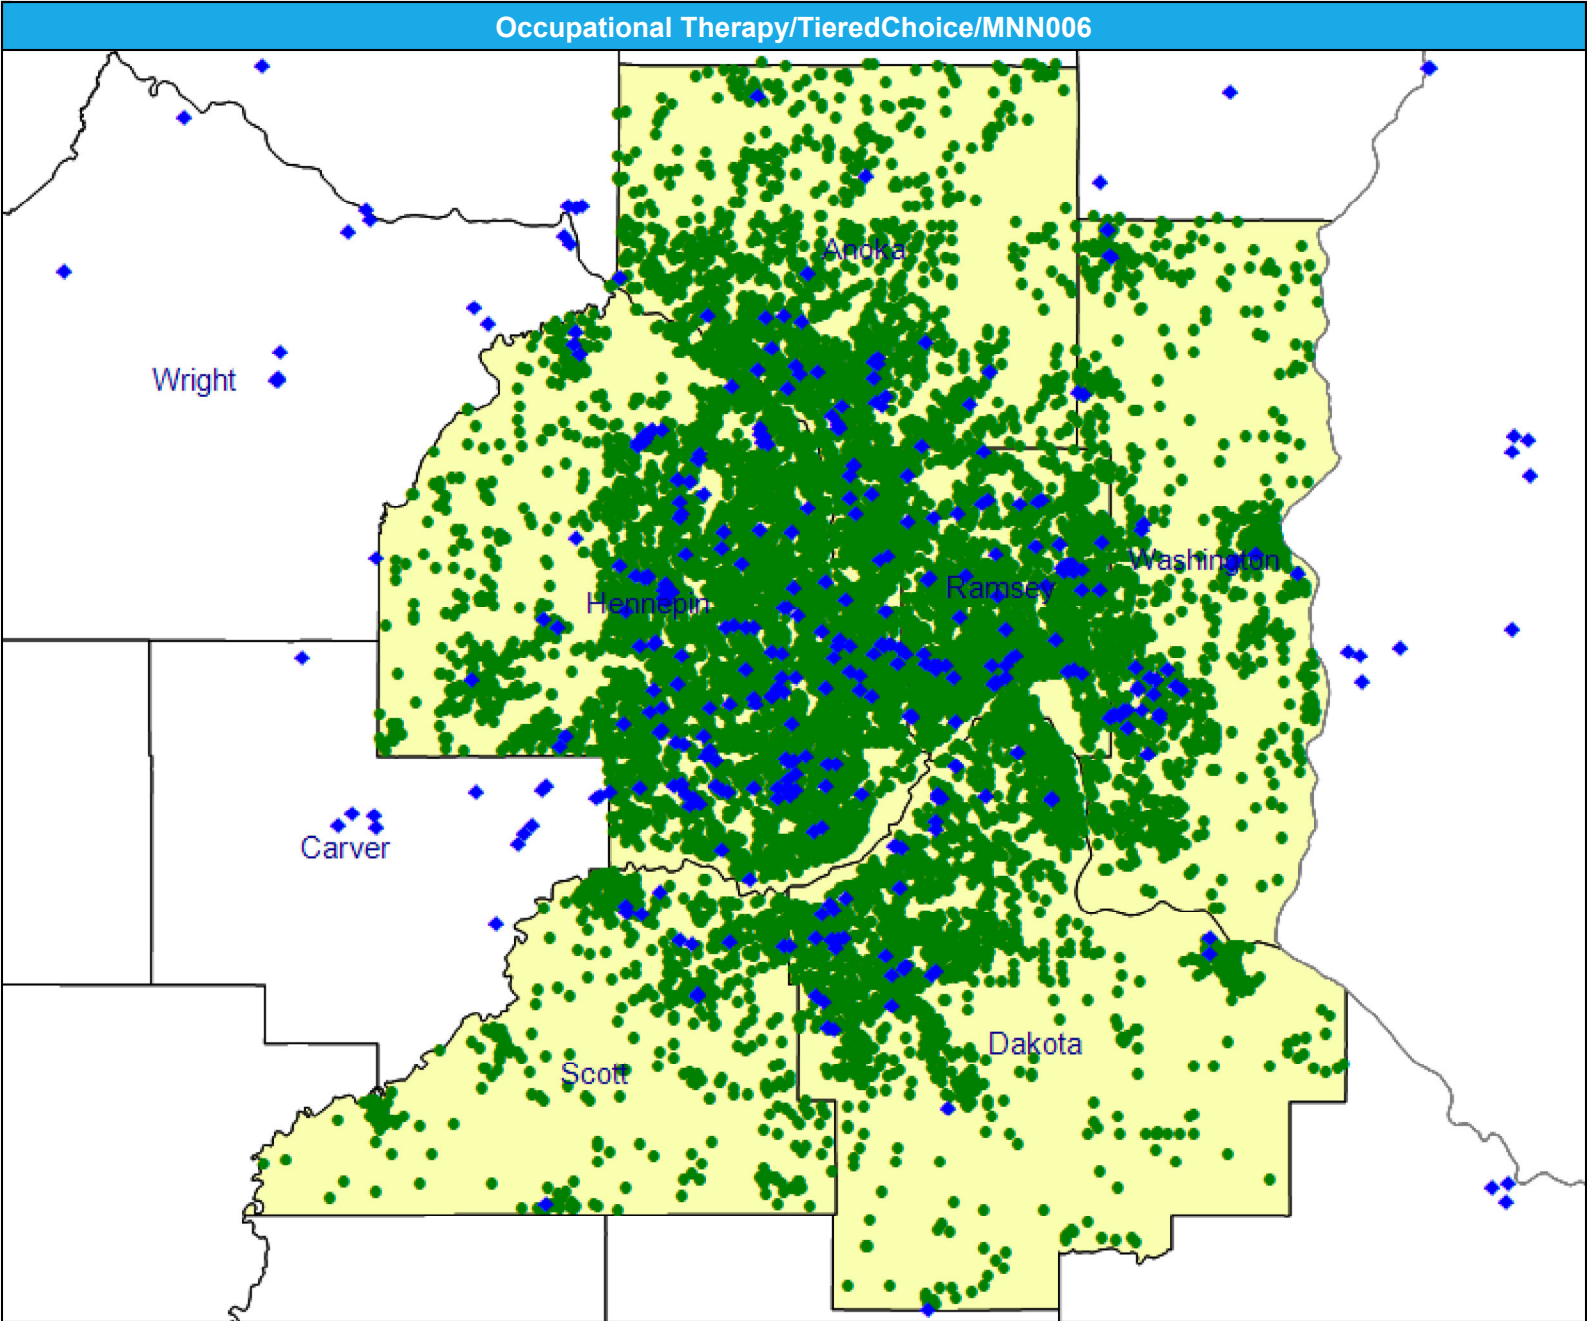 Occupational Therapy/TieredChoice/MNN006
Anoka
Wright
Washington
Ramsey
Hennepin
Carver
Dakota
Scott